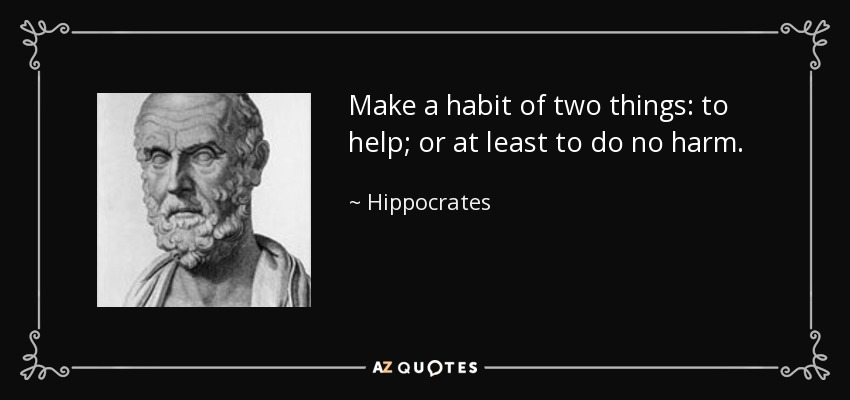 Make a habit of two things: to
help; or at least to do no harm.
~ Hippocrates
AZ QUOTES